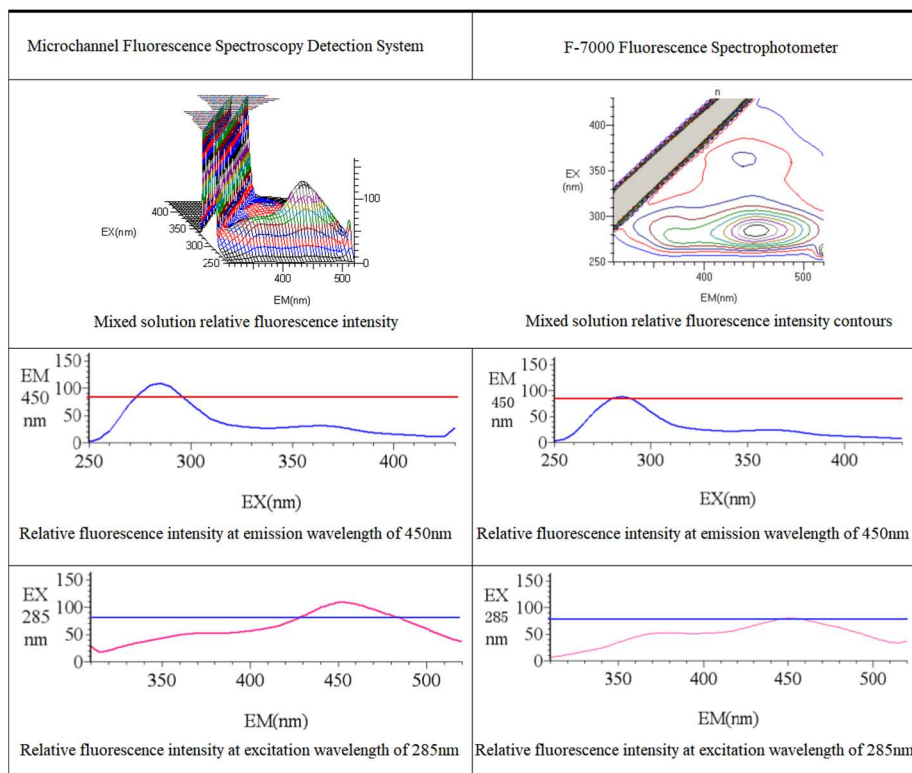 Microchannel Fluorescence Spectroscopy Detection System
F-7000 Fluorescence Spectrophotometer
100
0
400
350
300
250
EX(nm)
400
500
EM(nm)
Mixed solution relative fluorescence intensity
n
400
350
300
250
EX
(nm)
400
500
EM(nm)
Mixed solution relative fluorescence intensity contours
150
100
50
0
EM
450
nm
250
300
350
400
EX(nm)
Relative fluorescence intensity at emission wavelength of 450nm
150
100
50
0
EM
450
nm
250
300
350
400
EX(nm)
Relative fluorescence intensity at emission wavelength of 450nm
150
100
50
0
EX
285
nm
350
400
450
500
EM(nm)
Relative fluorescence intensity at excitation wavelength of 285nm
150
100
50
0
EX
285
nm
350
400
450
500
EM(nm)
Relative fluorescence intensity at excitation wavelength of 285nm